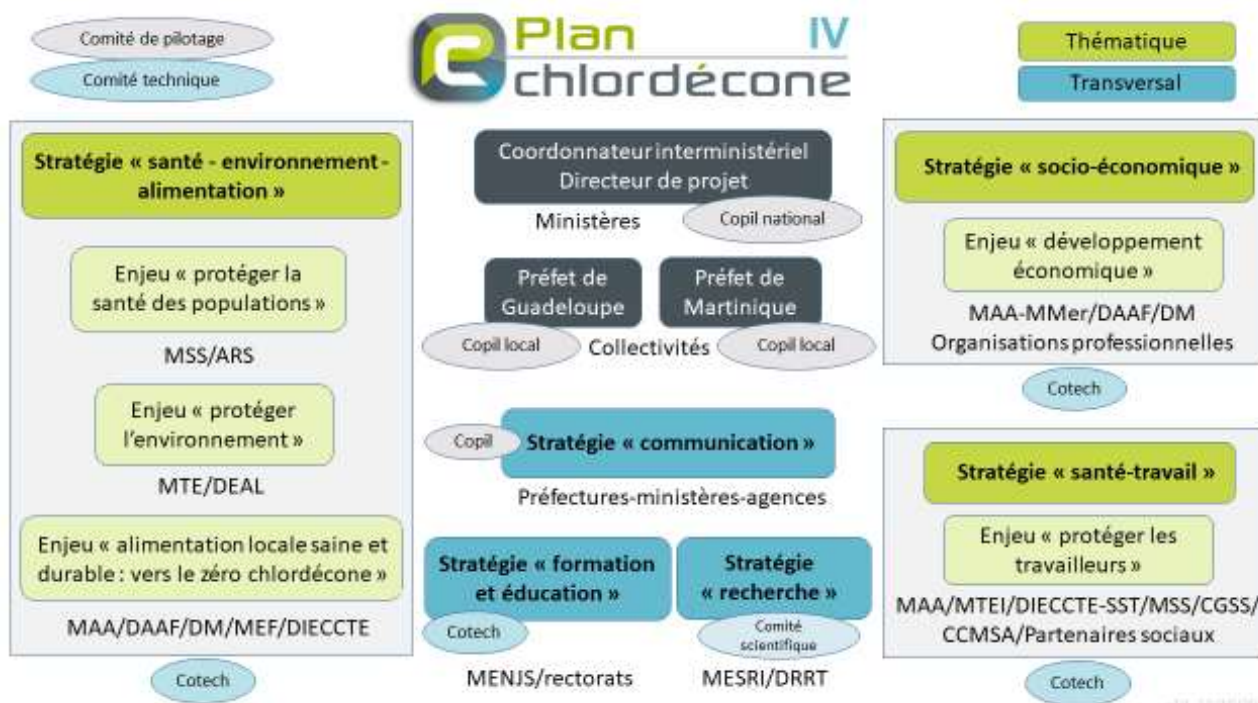 Comité de pilotage
Comité technique
Plan IV
chlordécone
Thématique
Transversal
Stratégie « santé - environnement -
alimentation »
Enjeu « protéger la
santé des populations »
MSS/ARS
Enjeu « protéger
l'environnement »
MTE/DEAL
Enjeu « alimentation locale saine et
durable : vers le zéro chlordécone »
MAA/DAAF/DM/MEF/DIECCTE
Cotech
Coordonnateur interministériel
Directeur de projet
Ministères
Copil national
Préfet de
Guadeloupe
Préfet de
Martinique
Copil local
Collectivités
Copil local
Copil
Stratégie « communication »
Préfectures-ministères-agences
Stratégie « formation
et éducation »
Cotech
MENJS/rectorats
Stratégie
« recherche »
Comité
scientifique
MESRI/DRRT
Stratégie « socio-économique »
Enjeu « développement
économique »
MAA-MMer/DAAF/DM
Organisations professionnelles
Cotech
Stratégie « santé-travail »
Enjeu « protéger les
travailleurs »
MAA/MTEI/DIECCTE-SST/MSS/CGSS/
CCMSA/Partenaires sociaux
Cotech